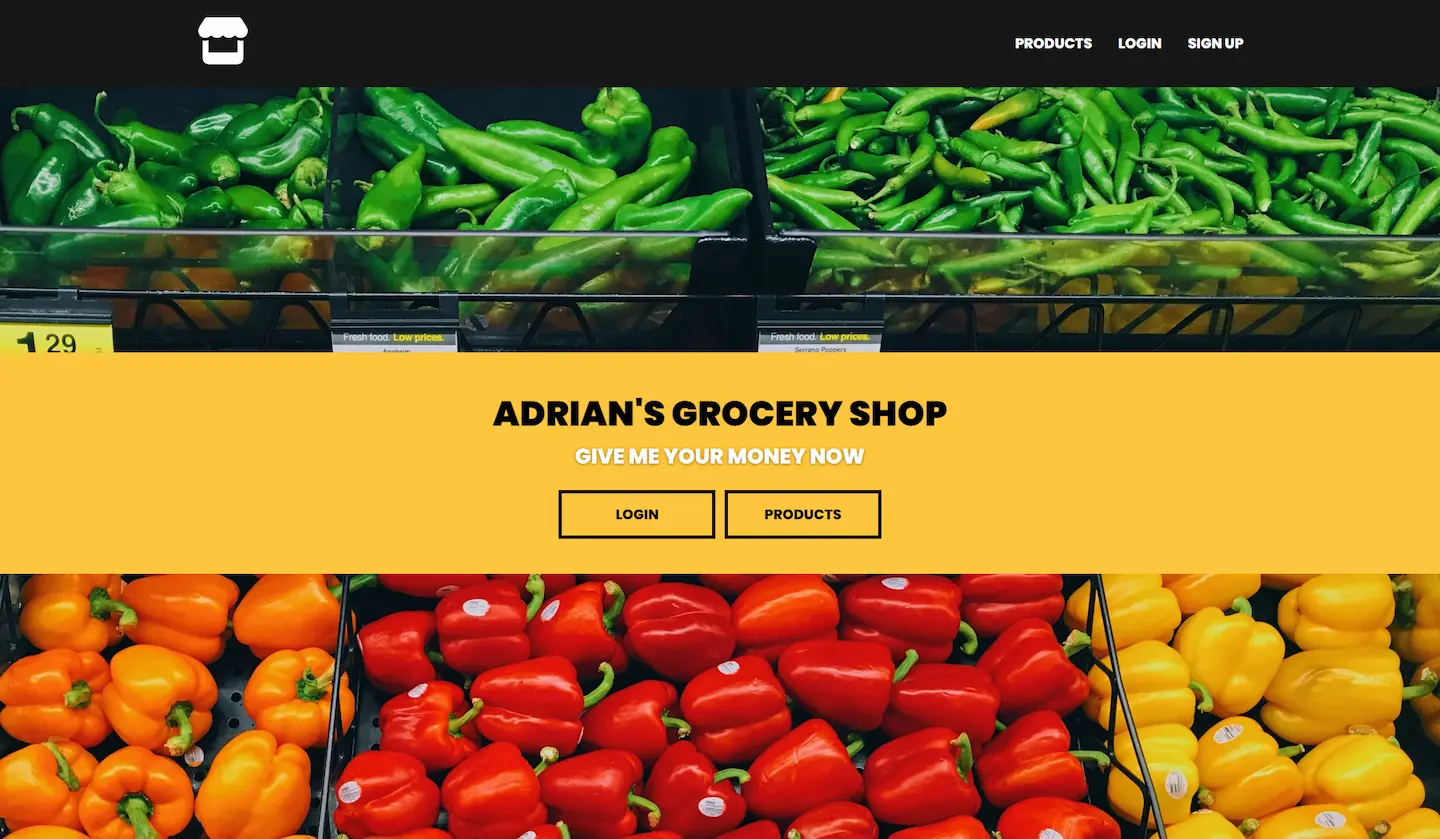 PRODUCTS LOGIN SIGN UP
1 29
Fresh food. Low prices.
Fresh food. Low prices.
Anaheim
Serrano Peppers
ADRIAN'S GROCERY SHOP
GIVE ME YOUR MONEY NOW
LOGIN PRODUCTS